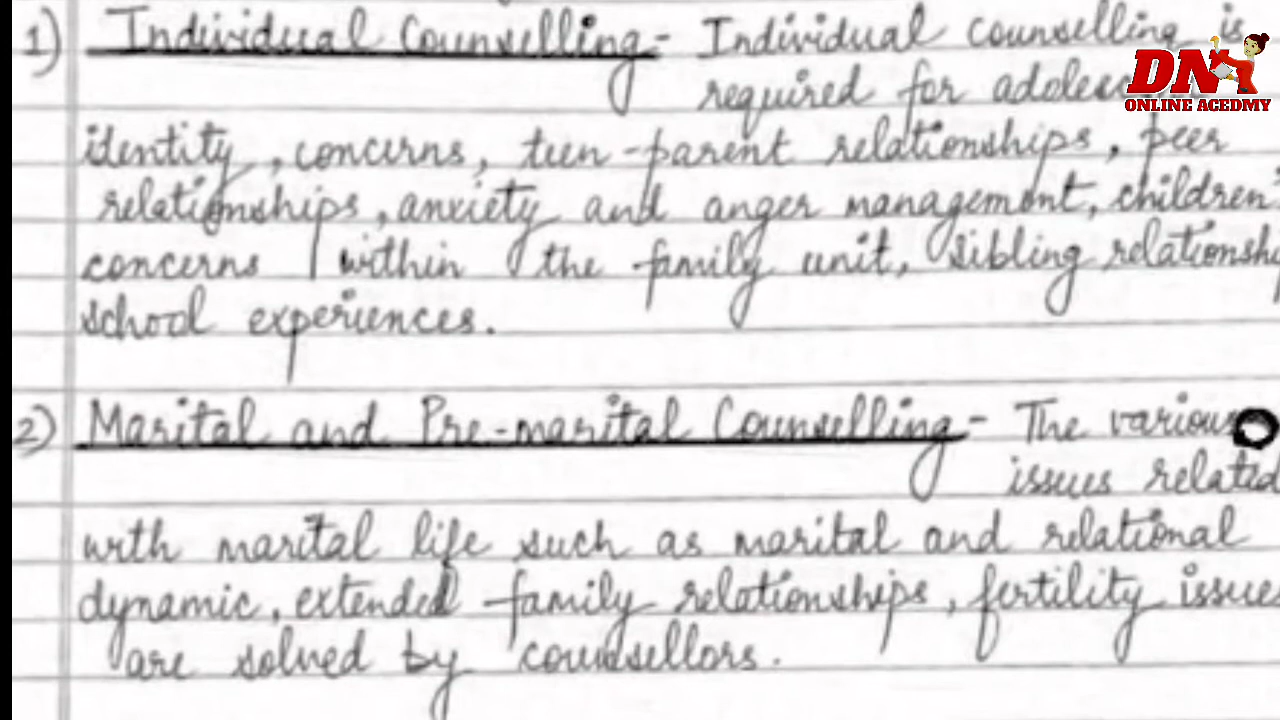 1) Individual Counselling- Individual counselling is
required for
identity, concerns, teen-parent relationships, peer
relationships, anxiety and anger management, children's
concerns within the family unit, sibling
school experiences.
2) Marital and Pre-marital Counselling- The various
issues related
with marital life such as marital and relational
dynamic, extended family relationships, fertility issue
are solved by counsellors.
DN
ONLINE ACEDMY